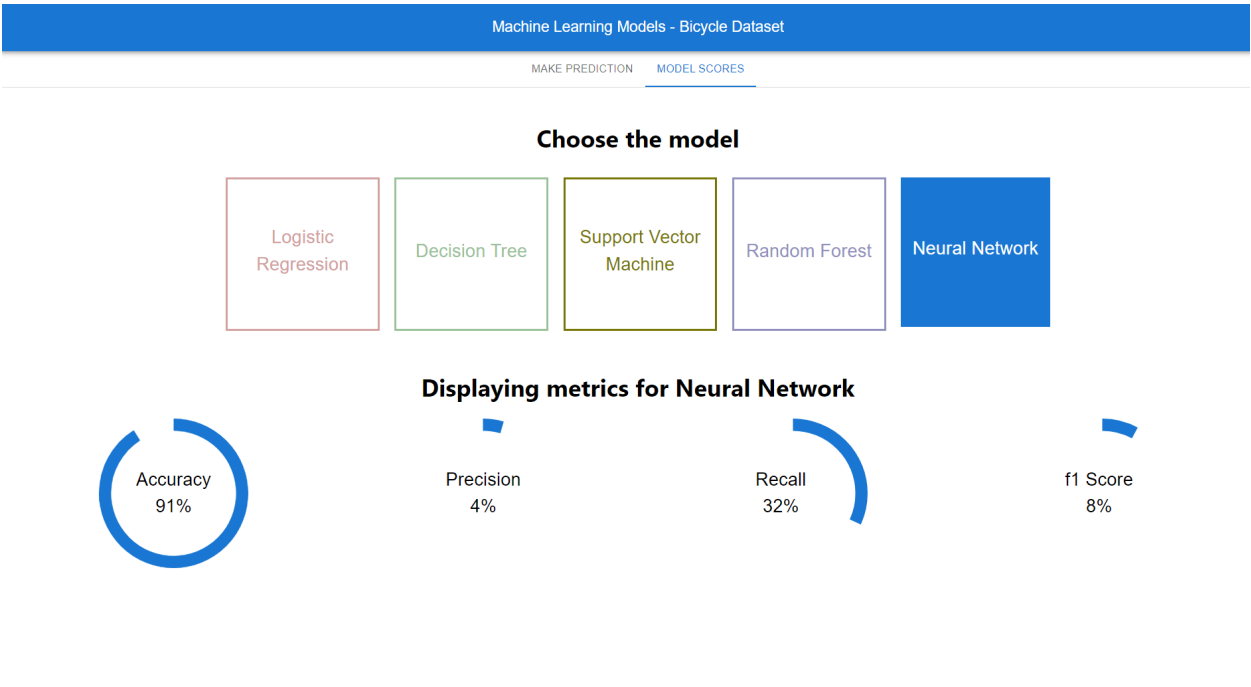 Machine Learning Models - Bicycle Dataset
MAKE PREDICTION
MODEL SCORES
Choose the model
Logistic
Regression
Decision Tree
Support Vector
Machine
Random Forest
Neural Network
Displaying metrics for Neural Network
Accuracy
91%
Precision
4%
Recall
32%
f1 Score
8%